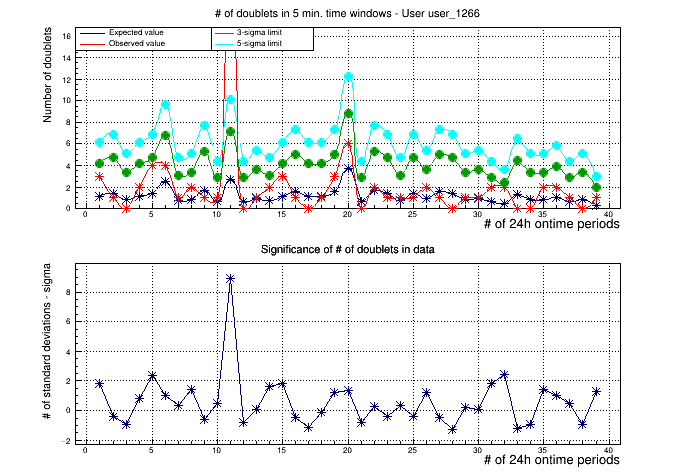 # of doublets in 5 min. time windows - User user_1266
Number of doublets
Expected value
Observed value
3-sigma limit
5-sigma limit
16
14
12
10
8
6
4
2
0
0 5 10 15 20 25 30 35 40
# of 24h ontime periods
Significance of # of doublets in data
# of standard deviations - sigma
8
6
4
2
0
-2
0 5 10 15 20 25 30 35 40
# of 24h ontime periods